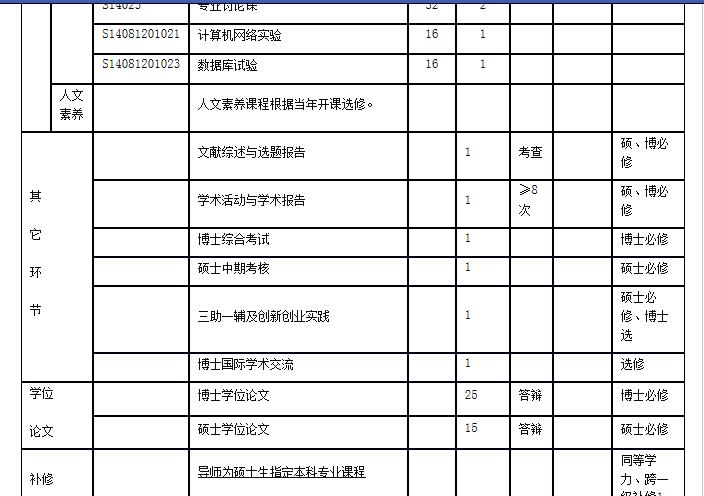 S14023 专业讨论课 32 2
S14081201021 计算机网络实验 16 1
S14081201023 数据库试验 16 1
人文
素养
人文素养课程根据当年开课选修。
其
它
环
节
文献综述与选题报告 1 考查 硕、博必
修
学术活动与学术报告 1 ≥8
次
硕、博必
修
博士综合考试 1 博士必修
硕士中期考核 1 硕士必修
三助一辅及创新创业实践 1 硕士必
修、博士
选
博士国际学术交流 1 选修
学位
论文
博士学位论文 25 答辩 博士必修
硕士学位论文 15 答辩 硕士必修
补修 导师为硕士生指定本科专业课程 同等学
力、跨一